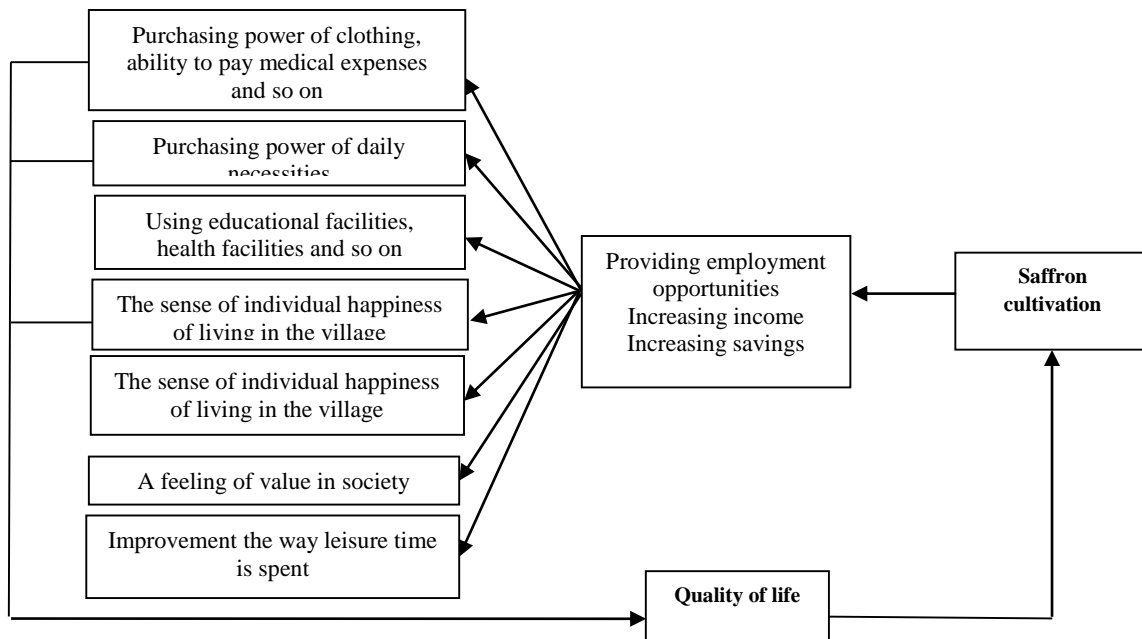 Purchasing power of clothing,
ability to pay medical expenses
and so on
Purchasing power of daily
necessities
Using educational facilities,
health facilities and so on
The sense of individual happiness
of living in the village
The sense of individual happiness
of living in the village
A feeling of value in society
Improvement the way leisure time
is spent
Providing employment
opportunities
Increasing income
Increasing savings
Saffron
cultivation
Quality of life